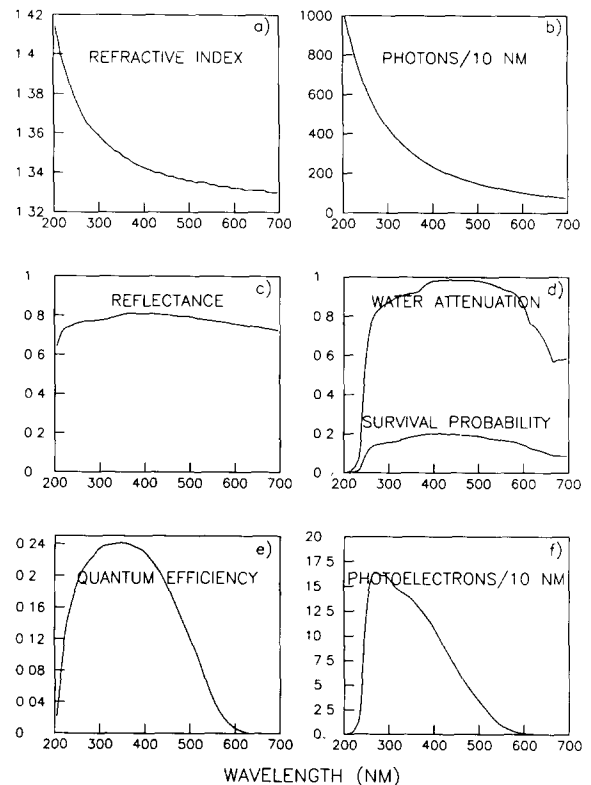 a)
REFRACTIVE INDEX
1 42
1 4
1 38
1 36
1 34
1 32
200 300 400 500 600 700
b)
PHOTONS/10 NM
1000
800
600
400
200
0
200 300 400 500 600 700
c)
REFLECTANCE
1
0 8
0 6
0 4
0 2
0
200 300 400 500 600 700
d)
WATER ATTENUATION
SURVIVAL PROBABILITY
1
0 8
0 6
0 4
0 2
0
200 300 400 500 600 700
e)
QUANTUM EFFICIENCY
0 24
0 2
0 16
0 12
0 08
0 04
0
200 300 400 500 600 700
f)
PHOTOELECTRONS/10 NM
20
17 5
15
12 5
10
7 5
5
2 5
0
200 300 400 500 600 700
WAVELENGTH (NM)